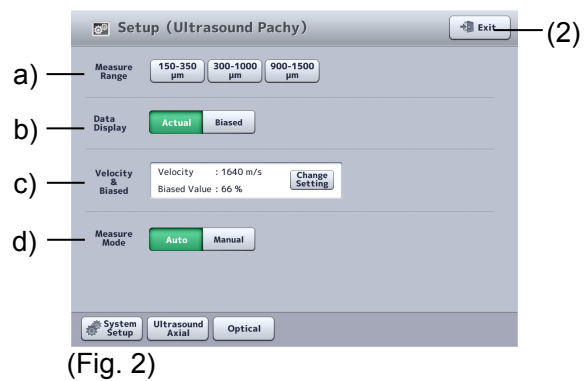 Setup (Ultrasound Pachy)
Exit
(2)
a)
Measure
Range
150-350
µm
300-1000
µm
900-1500
µm
b)
Data
Display
Actual
Biased
c)
Velocity
&
Biased
Velocity : 1640 m/s
Biased Value : 66 %
Change
Setting
d)
Measure
Mode
Auto
Manual
System
Setup
Ultrasound
Axial
Optical
(Fig. 2)